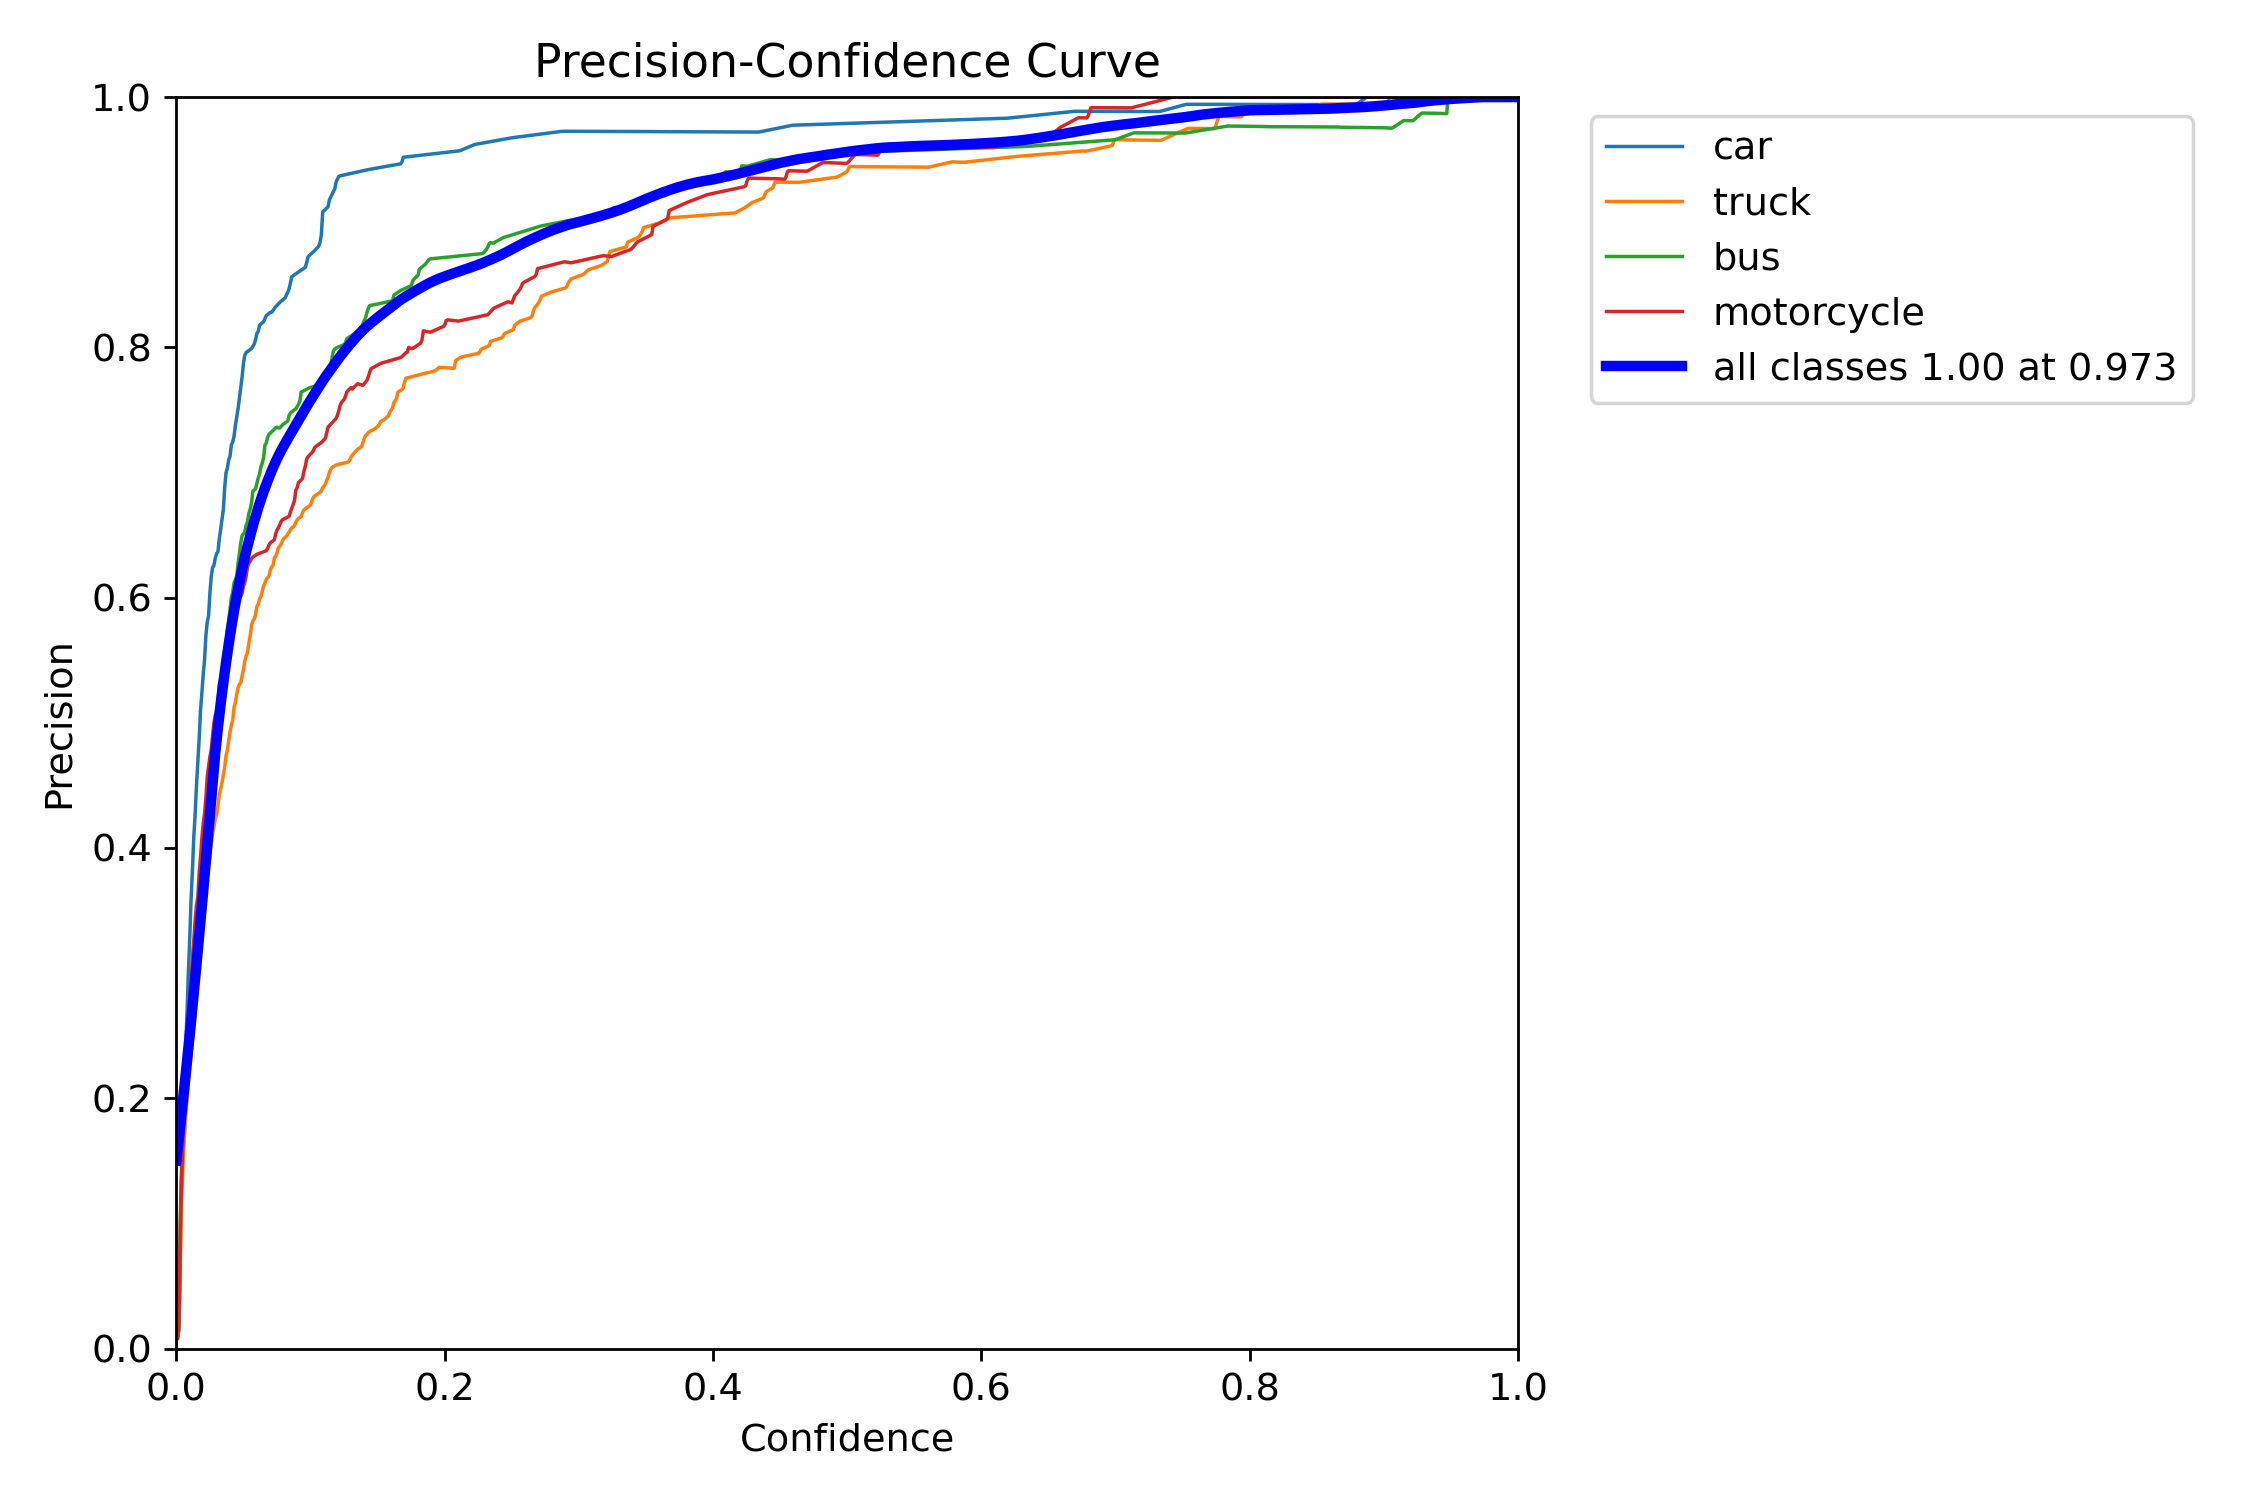 Precision-Confidence Curve
1.0
0.8
0.6
0.4
0.2
0.0
Precision
0.0 0.2 0.4 0.6 0.8 1.0
Confidence
car
truck
bus
motorcycle
all classes 1.00 at 0.973